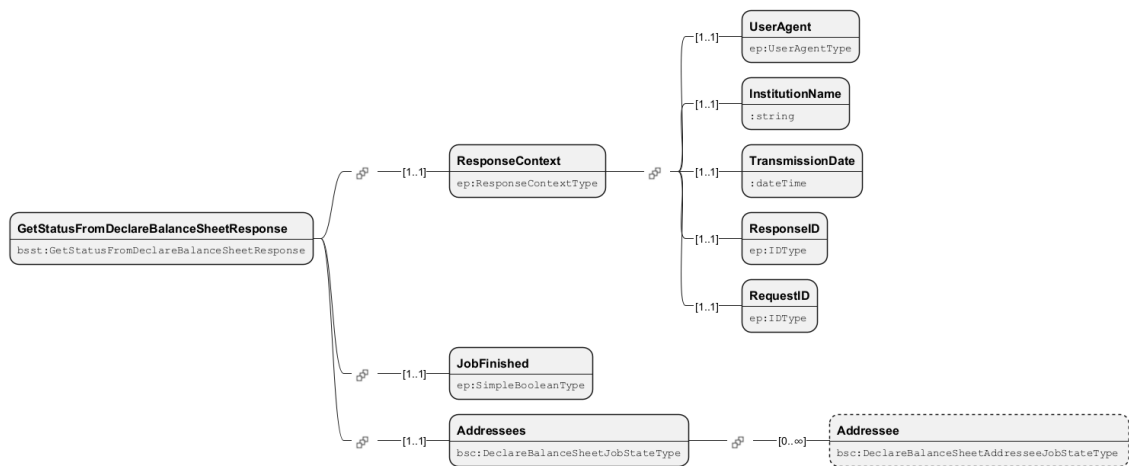 UserAgent
[1..1]
ep:UserAgentType
InstitutionName
[1..1]
:string
ResponseContext
TransmissionDate
[1..1]
[1..1]
ep:ResponseContextType
:dateTime
GetStatusFromDeclareBalanceSheetResponse
ResponseID
bsst:GetStatusFromDeclareBalanceSheetResponse
[1..1]
ep:IDType
RequestID
[1..1]
ep:IDType
JobFinished
[1..1]
ep:SimpleBooleanType
Addressees
Addressee
[1..1]
[0..∞]
bsc:DeclareBalanceSheetJobStateType
bsc:DeclareBalanceSheetAddresseeJobStateType